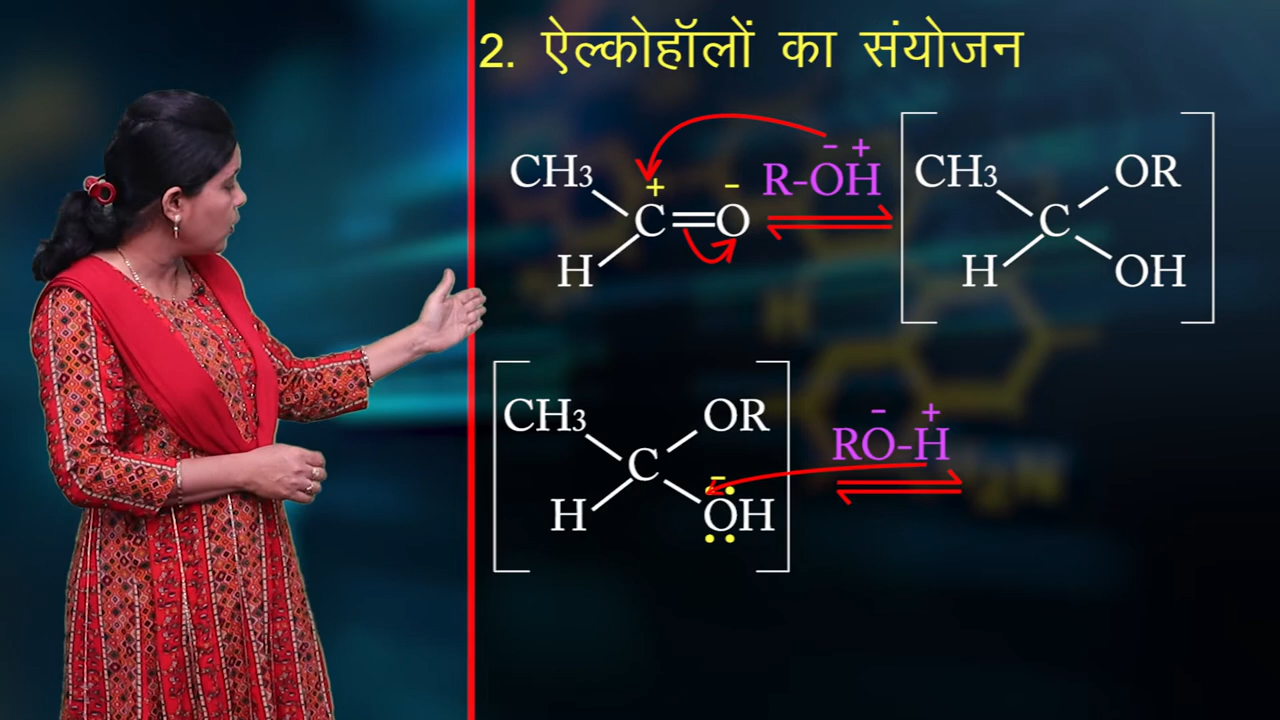 2. ऐल्कोहॉलों का संयोजन
CH3
C=O
H
+ -
- +
R-OH
CH3 OR
C
H OH
CH3 OR
C
H OH
-
- +
RO-H